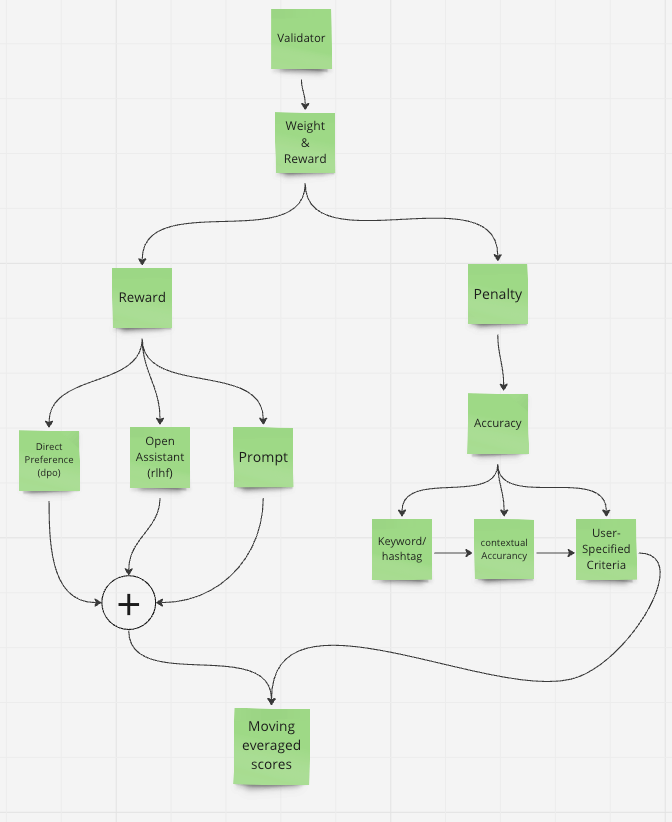 Validator
Weight
&
Reward
Reward
Penalty
Accuracy
Direct
Preference
(dpo)
Open
Assistant
(rlhf)
Prompt
Keyword/
hashtag
contextual
Accurancy
User-
Specified
Criteria
+
Moving
everaged
scores